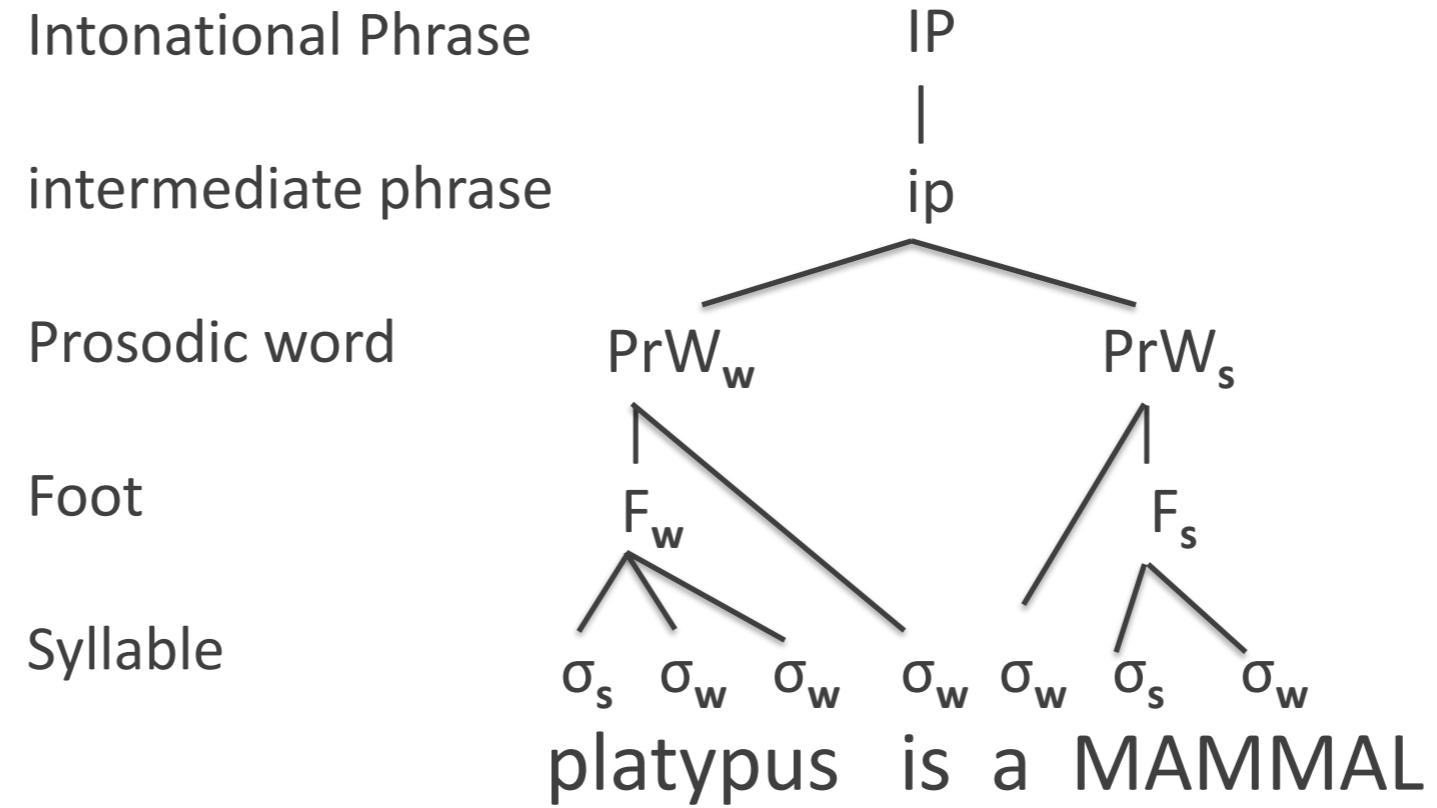 Intonational Phrase IP
intermediate phrase ip
Prosodic word PrWw PrWs
Foot Fw Fs
Syllable σs σw σw σw σw σs σw
platypus is a MAMMAL